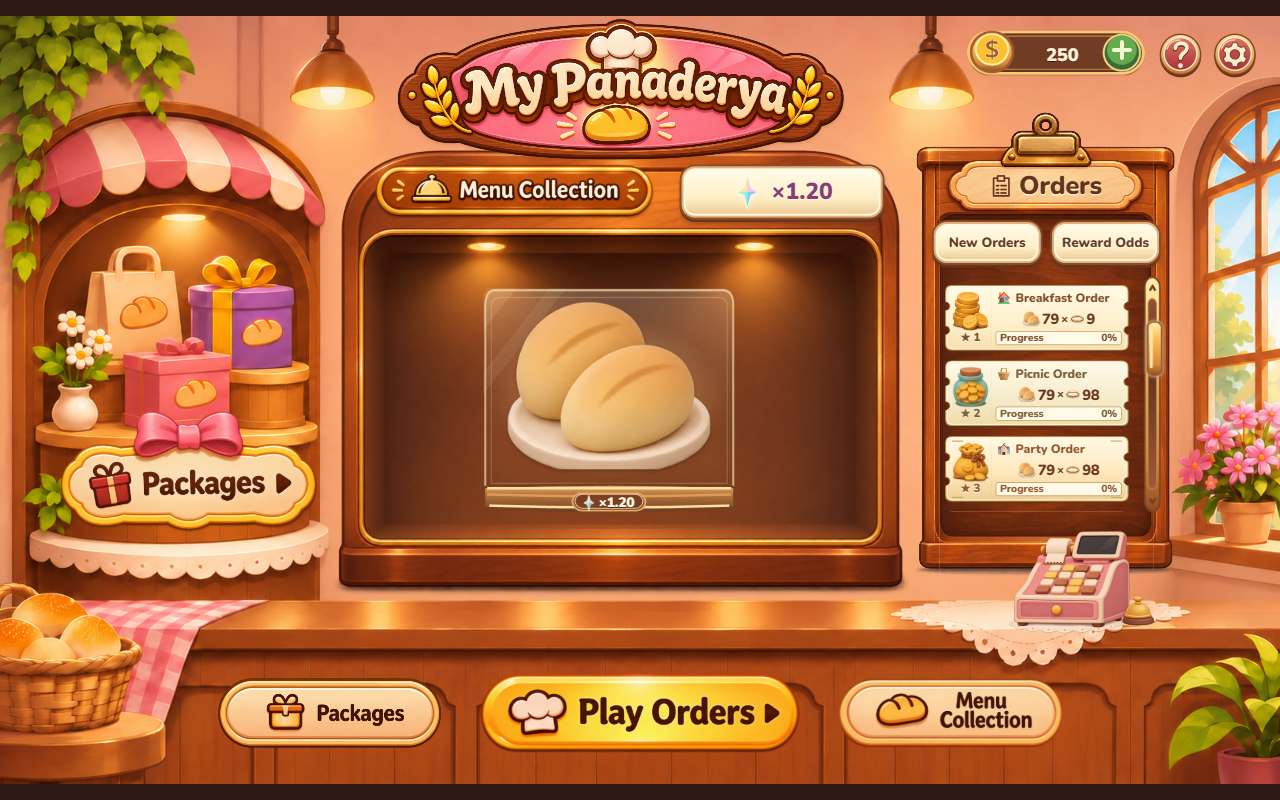 My Panaderya
$ 250 +
?
Menu Collection
×1.20
Orders
New Orders
Reward Odds
Breakfast Order
79 × 9
★ 1
Progress 0%
Picnic Order
79 × 98
★ 2
Progress 0%
Party Order
79 × 98
★ 3
Progress 0%
Packages
×1.20
Packages
Play Orders
Menu
Collection